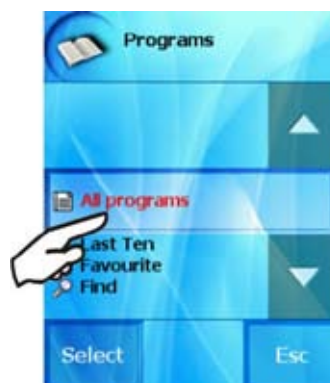 Programs
All programs
Last Ten
Favourite
Find
Select Esc